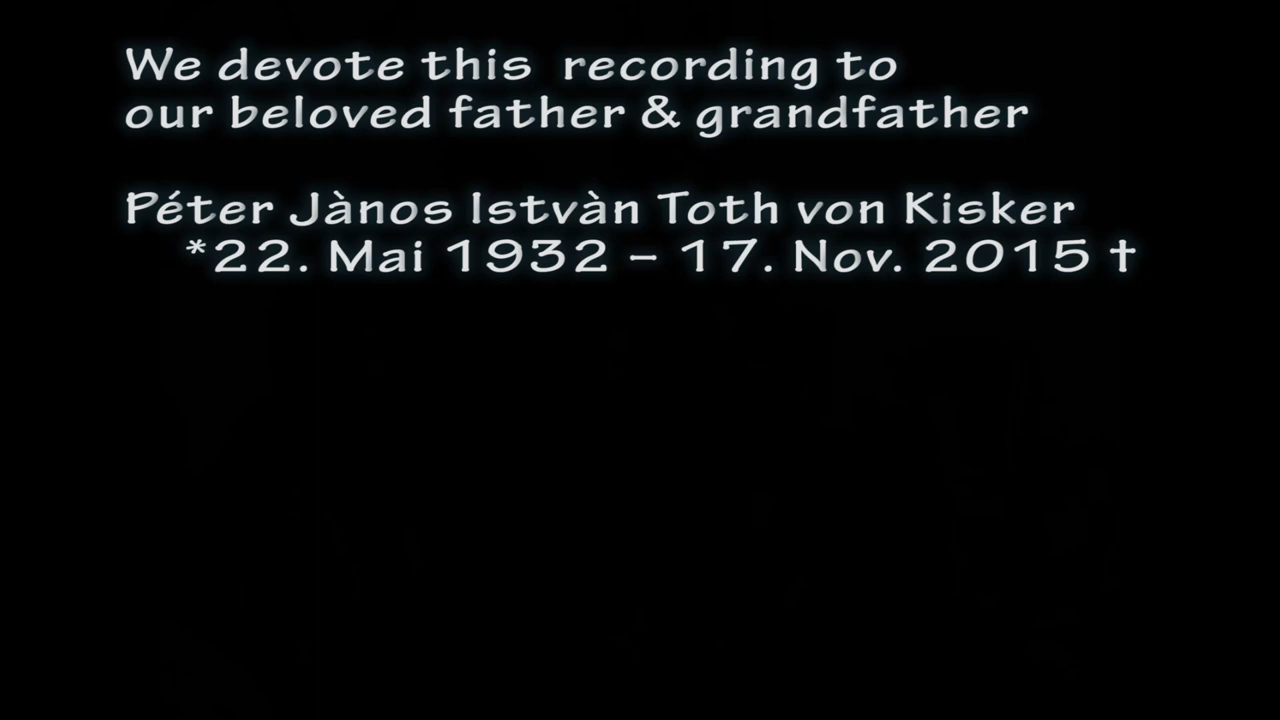 We devote this recording to
our beloved father & grandfather
Péter Jànos Istvàn Toth von Kisker
*22. Mai 1932 – 17. Nov. 2015 †